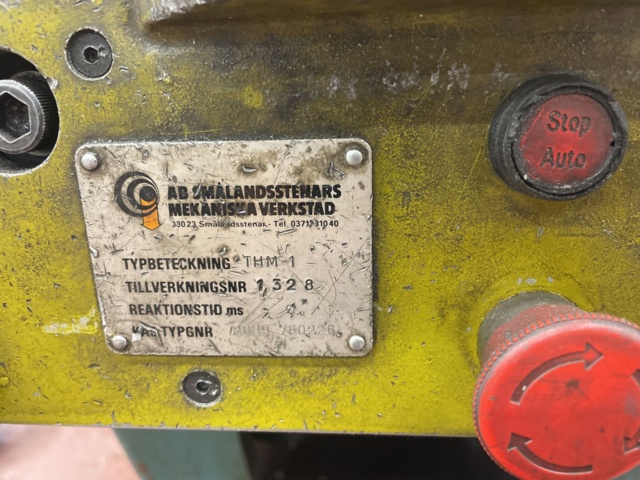 Stop
Auto
AB SMÅLANDSSTENARS
MEKANISKA VERKSTAD
33023 Smålandsstenar - Tel. 0371/31040
TYPBETECKNING THM-1
TILLVERKNINGSNR 1328
REAKTIONSTID ms
TYPGNR